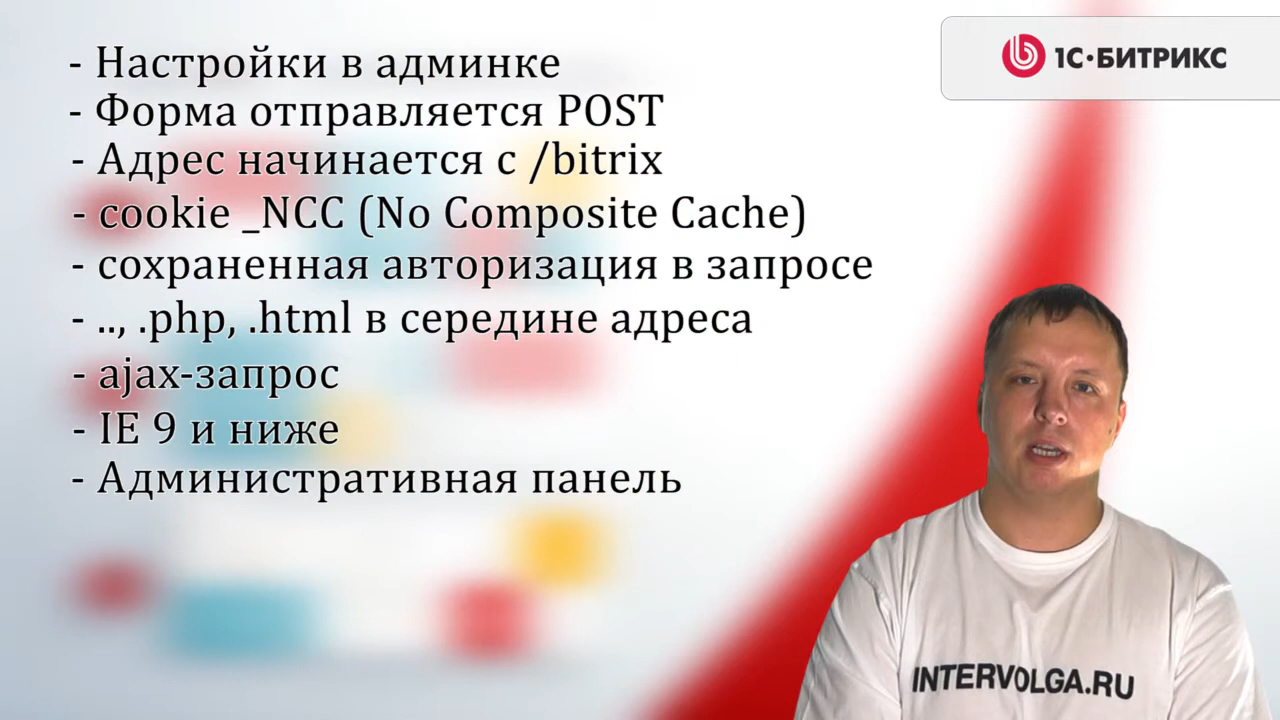 - Настройки в админке
- Форма отправляется POST
- Адрес начинается с /bitrix
- cookie _NCC (No Composite Cache)
- сохраненная авторизация в запросе
- .., .php, .html в середине адреса
- ajax-запрос
- IE 9 и ниже
- Административная панель
1С·БИТРИКС
INTERVOLGA.RU